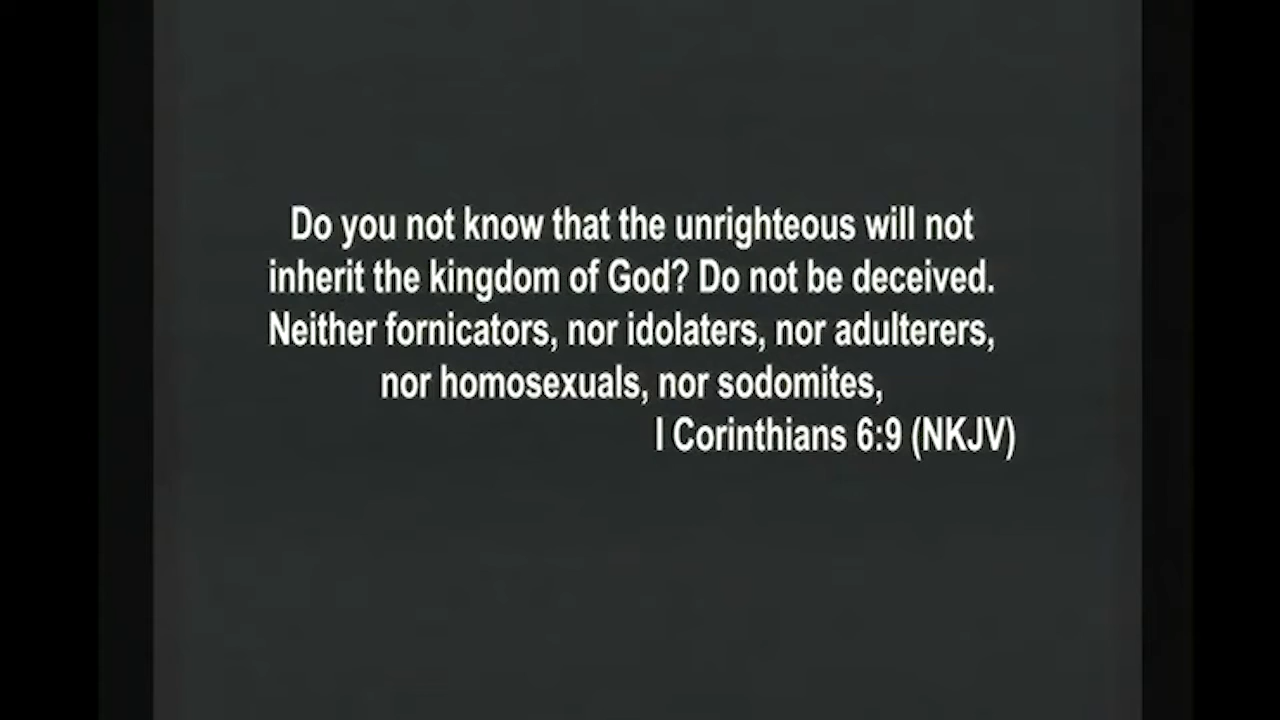 Do you not know that the unrighteous will not
inherit the kingdom of God? Do not be deceived.
Neither fornicators, nor idolaters, nor adulterers,
nor homosexuals, nor sodomites,
I Corinthians 6:9 (NKJV)